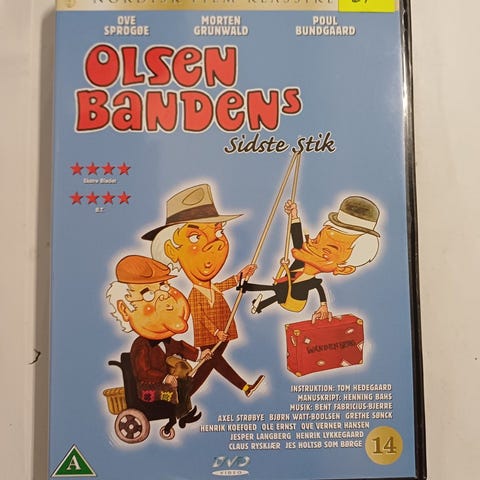 NORDISK FILM KLASSIKER
OVE SPROGØE
MORTEN GRUNWALD
POUL BUNDGAARD
OLSEN
BANDENS
Sidste Stik
Ekstra Bladet
B.T.
INSTRUKTION: TOM HEDEGAARD
MANUSKRIPT: HENNING BAHS
MUSIK: BENT FABRICIUS-BJERRE
AXEL STRØBYE BJØRN WATT-BOOLSEN GRETHE SØNCK
HENRIK KOEFOED OLE ERNST OVE VERNER HANSEN
JESPER LANGBERG HENRIK LYKKEGAARD
CLAUS RYSKJÆR JES HOLTSØ SOM BØRGE
A
DVD
VIDEO
14